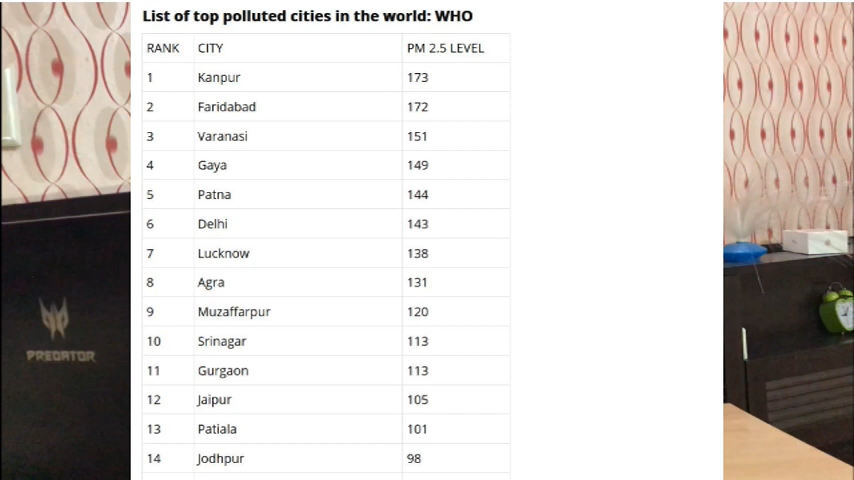 List of top polluted cities in the world: WHO
RANK CITY PM 2.5 LEVEL
1 Kanpur 173
2 Faridabad 172
3 Varanasi 151
4 Gaya 149
5 Patna 144
6 Delhi 143
7 Lucknow 138
8 Agra 131
9 Muzaffarpur 120
10 Srinagar 113
11 Gurgaon 113
12 Jaipur 105
13 Patiala 101
14 Jodhpur 98
PREDATOR